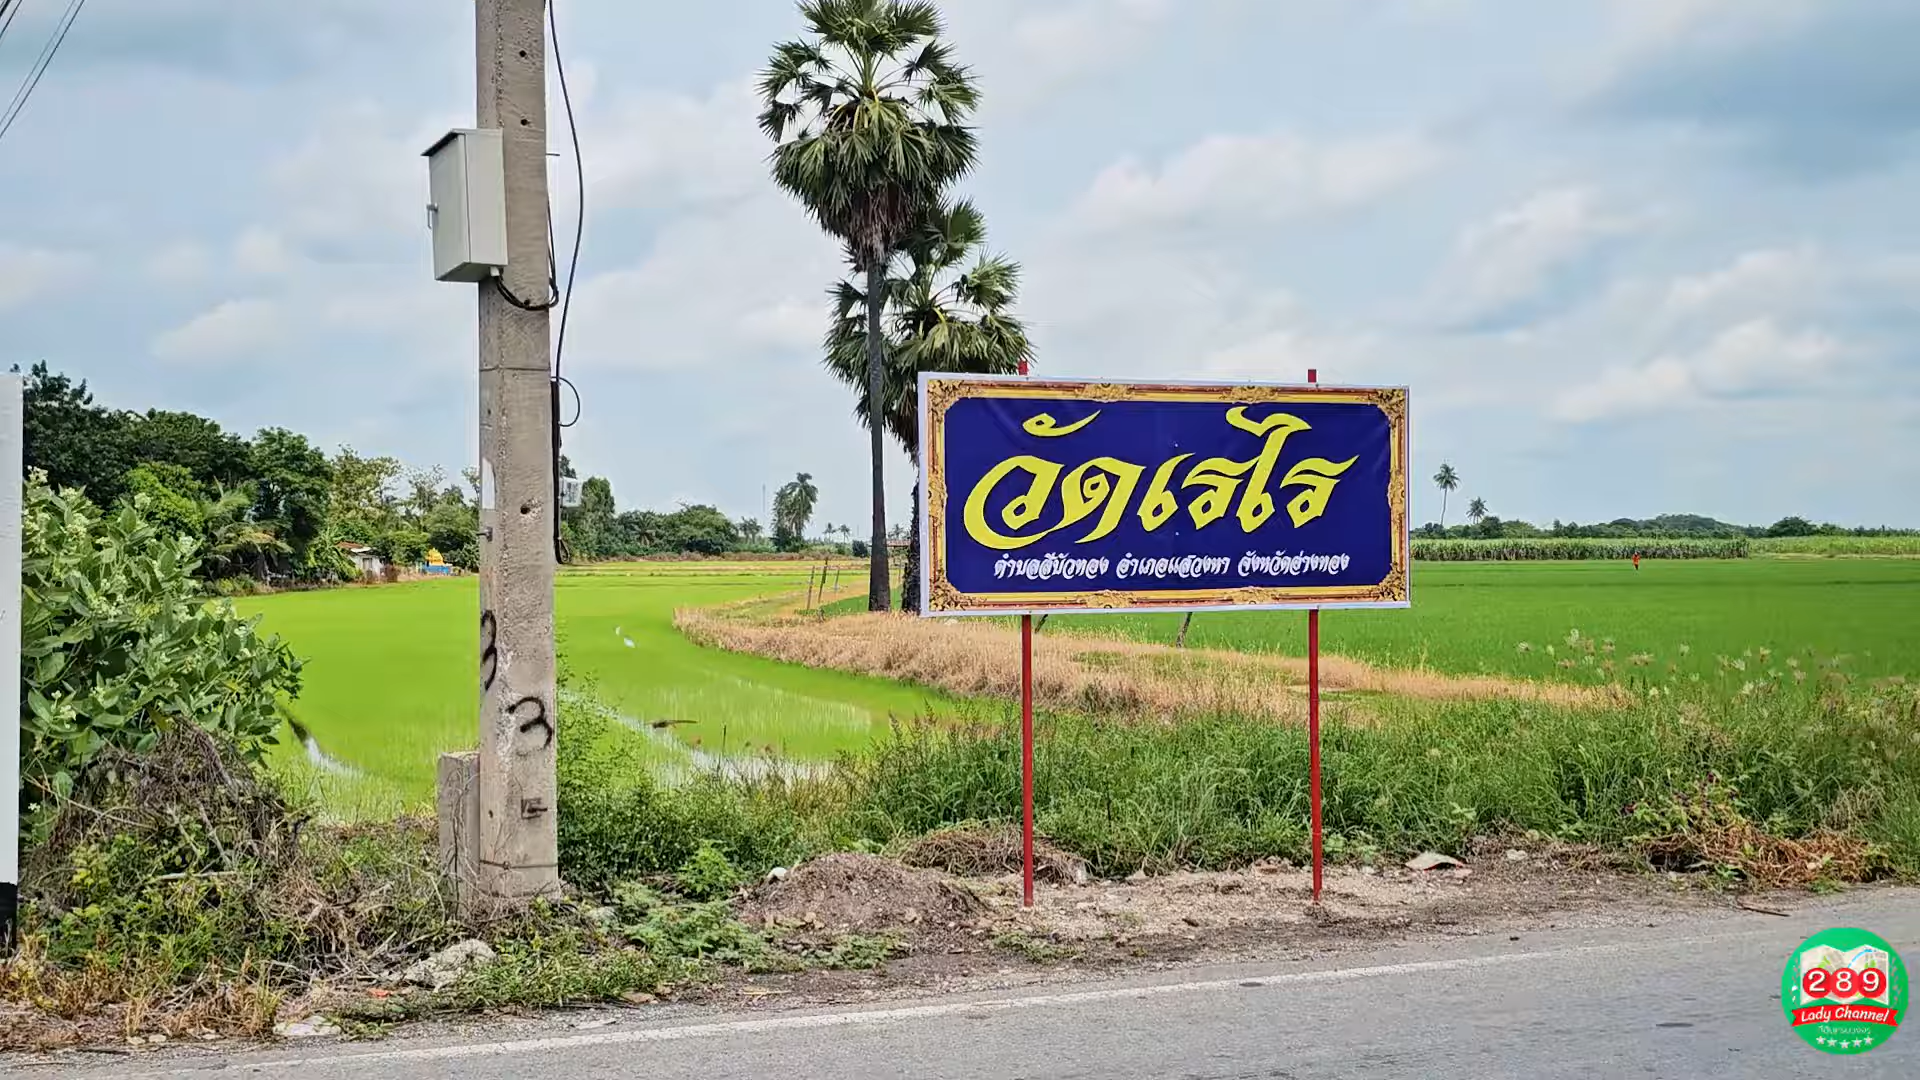 วัดเรไร
ตำบลสีบัวทอง อำเภอแสวงหา จังหวัดอ่างทอง
3
3
289
Lady Channel